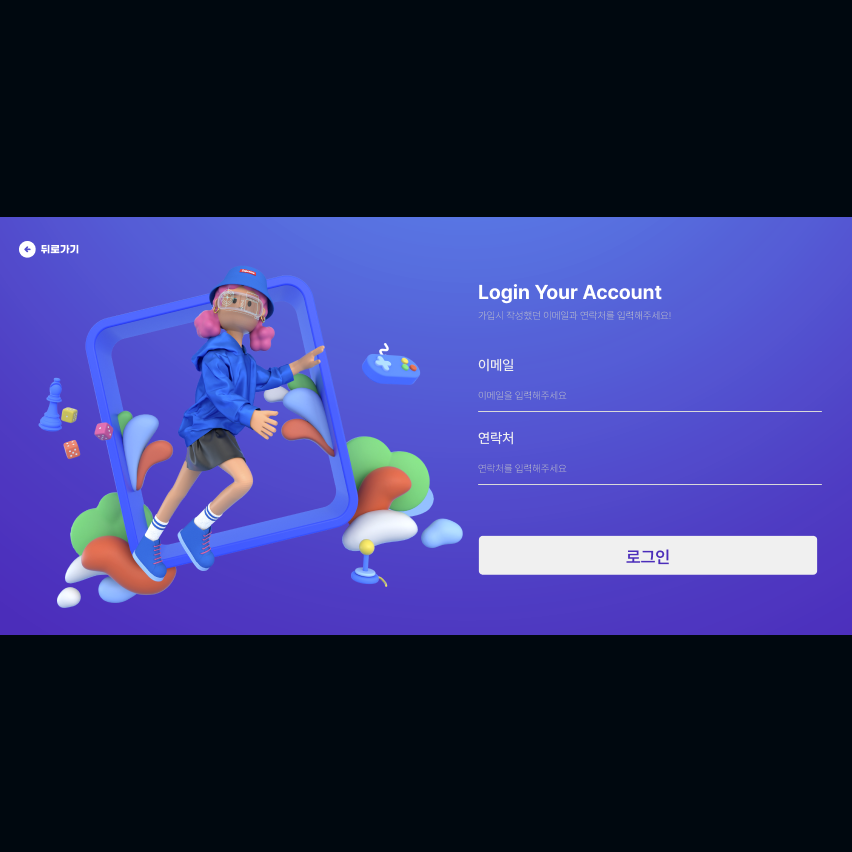 뒤로가기
Login Your Account
가입시 작성했던 이메일과 연락처를 입력해주세요!
이메일
이메일을 입력해주세요
연락처
연락처를 입력해주세요
로그인